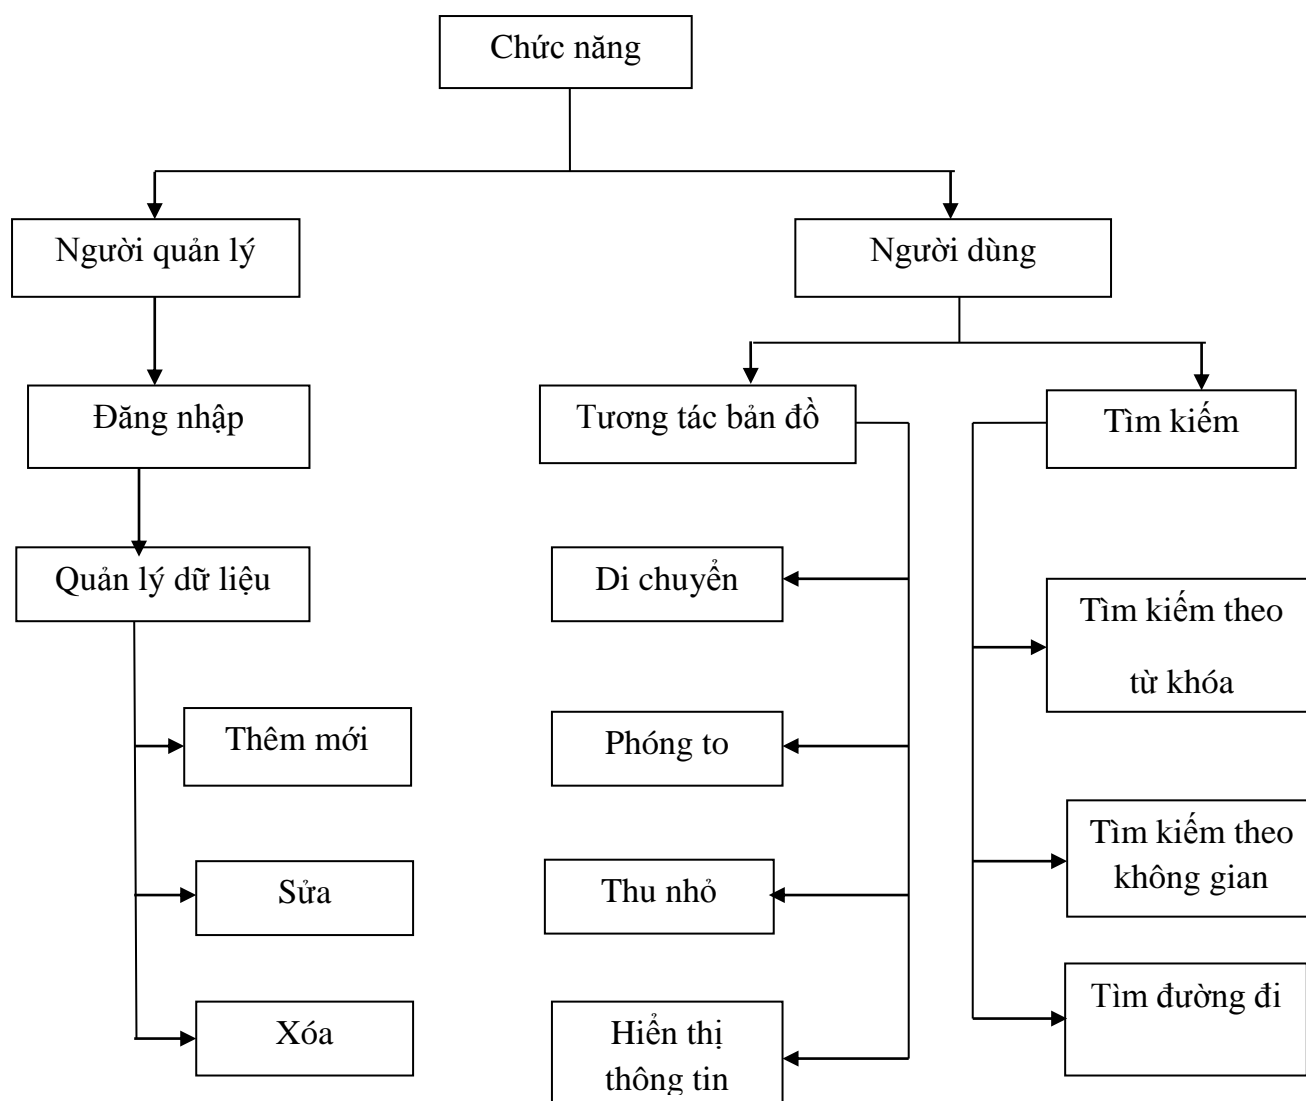 Chức năng
Người quản lý
Người dùng
Đăng nhập
Tương tác bản đồ
Tìm kiếm
Quản lý dữ liệu
Di chuyển
Tìm kiếm theo
từ khóa
Thêm mới
Phóng to
Tìm kiếm theo
không gian
Sửa
Thu nhỏ
Tìm đường đi
Xóa
Hiển thị
thông tin